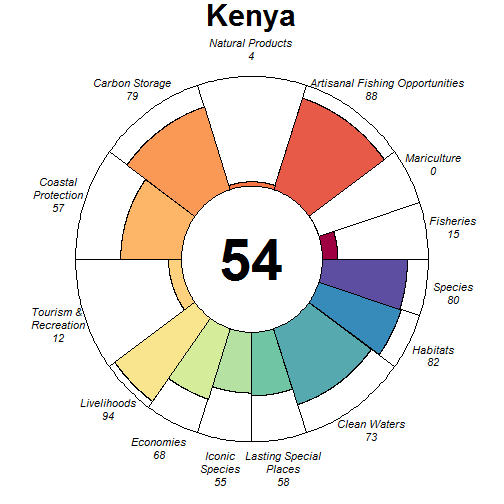 Kenya
Natural Products
4
Carbon Storage
79
Artisanal Fishing Opportunities
88
Mariculture
0
Coastal
Protection
57
Fisheries
15
54
Species
80
Tourism &
Recreation
12
Habitats
82
Livelihoods
94
Clean Waters
73
Economies
68
Iconic
Species
55
Lasting Special
Places
58